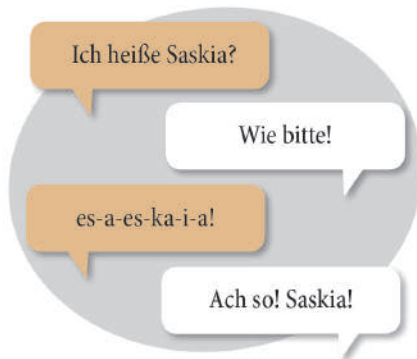 Ich heiße Saskia?
Wie bitte!
es-a-es-ka-i-a!
Ach so! Saskia!